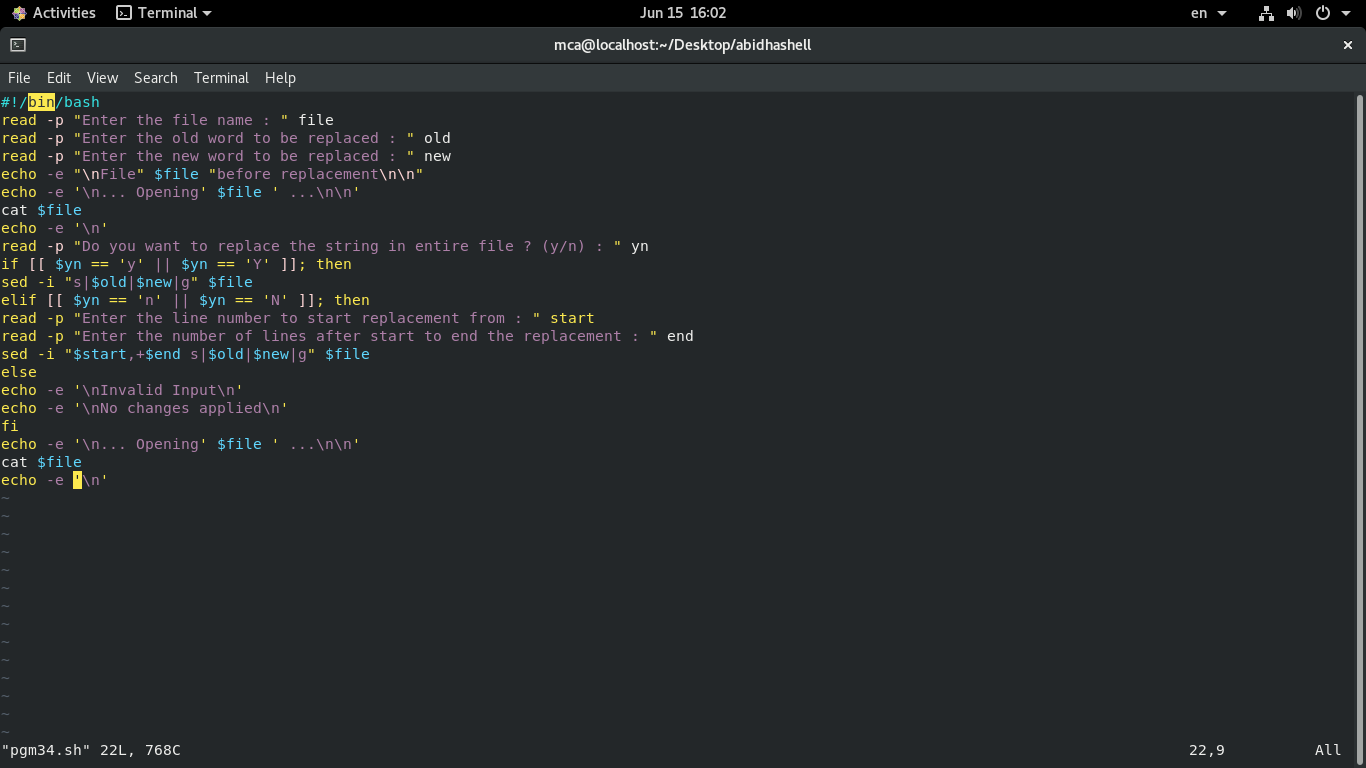 Activities Terminal Jun 15 16:02 en
mca@localhost:~/Desktop/abidhashell ×
File Edit View Search Terminal Help
#!/bin/bash
read -p "Enter the file name : " file
read -p "Enter the old word to be replaced : " old
read -p "Enter the new word to be replaced : " new
echo -e "\nFile" $file "before replacement\n\n"
echo -e '\n... Opening' $file ' ...\n\n'
cat $file
echo -e '\n'
read -p "Do you want to replace the string in entire file ? (y/n) : " yn
if [[ $yn == 'y' || $yn == 'Y' ]]; then
sed -i "s|$old|$new|g" $file
elif [[ $yn == 'n' || $yn == 'N' ]]; then
read -p "Enter the line number to start replacement from : " start
read -p "Enter the number of lines after start to end the replacement : " end
sed -i "$start,+$end s|$old|$new|g" $file
else
echo -e '\nInvalid Input\n'
echo -e '\nNo changes applied\n'
fi
echo -e '\n... Opening' $file ' ...\n\n'
cat $file
echo -e '\n'
~
~
~
~
~
~
~
~
~
~
~
~
~
~
"pgm34.sh" 22L, 768C 22,9 All